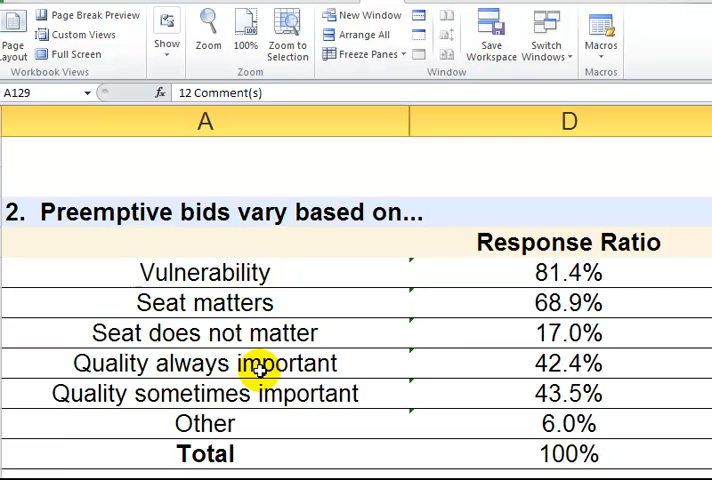 Page Break Preview
Custom Views
Full Screen
Page
Layout
Workbook Views
Show
Zoom
100%
Zoom to
Selection
Zoom
New Window
Arrange All
Freeze Panes
Window
Save
Workspace
Switch
Windows
Macros
Macros
A129
fx
12 Comment(s)
A
D
2. Preemptive bids vary based on...
Response Ratio
Vulnerability 81.4%
Seat matters 68.9%
Seat does not matter 17.0%
Quality always important 42.4%
Quality sometimes important 43.5%
Other 6.0%
Total 100%